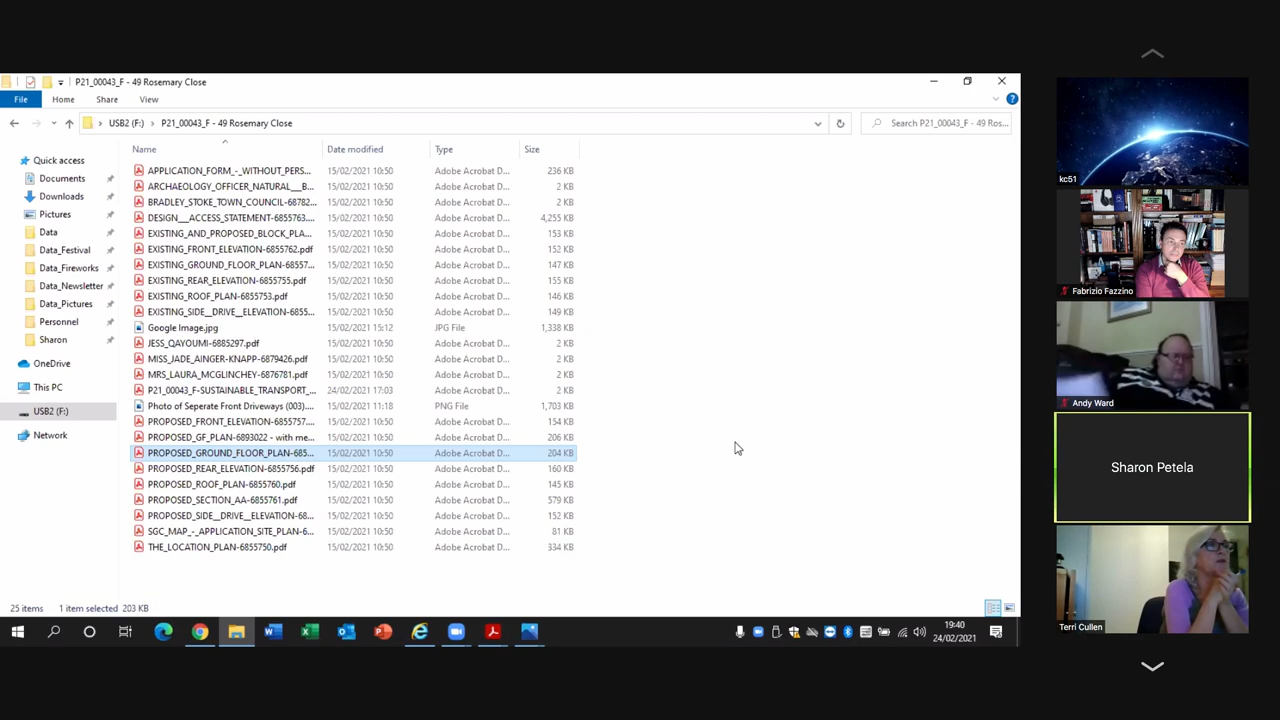 P21_00043_F - 49 Rosemary Close
File Home Share View
USB2 (F:) P21_00043_F - 49 Rosemary Close Search P21_00043_F - 49 Ros...
Name Date modified Type Size
Quick access
Documents
Downloads
Pictures
Data
Data_Festival
Data_Fireworks
Data_Newsletter
Data_Pictures
Personnel
Sharon
OneDrive
This PC
USB2 (F:)
Network
APPLICATION_FORM_-_WITHOUT_PERS... 15/02/2021 10:50 Adobe Acrobat D... 236 KB
ARCHAEOLOGY_OFFICER_NATURAL__B... 15/02/2021 10:50 Adobe Acrobat D... 2 KB
BRADLEY_STOKE_TOWN_COUNCIL-68782... 15/02/2021 10:50 Adobe Acrobat D... 2 KB
DESIGN__ACCESS_STATEMENT-6855763.... 15/02/2021 10:50 Adobe Acrobat D... 4,255 KB
EXISTING_AND_PROPOSED_BLOCK_PLA... 15/02/2021 10:50 Adobe Acrobat D... 153 KB
EXISTING_FRONT_ELEVATION-6855762.pdf 15/02/2021 10:50 Adobe Acrobat D... 152 KB
EXISTING_GROUND_FLOOR_PLAN-68557... 15/02/2021 10:50 Adobe Acrobat D... 147 KB
EXISTING_REAR_ELEVATION-6855755.pdf 15/02/2021 10:50 Adobe Acrobat D... 155 KB
EXISTING_ROOF_PLAN-6855753.pdf 15/02/2021 10:50 Adobe Acrobat D... 146 KB
EXISTING_SIDE__DRIVE__ELEVATION-6855... 15/02/2021 10:50 Adobe Acrobat D... 149 KB
Google Image.jpg 15/02/2021 15:12 JPG File 1,338 KB
JESS_QAYOUMI-6885297.pdf 15/02/2021 10:50 Adobe Acrobat D... 2 KB
MISS_JADE_AINGER-KNAPP-6879426.pdf 15/02/2021 10:50 Adobe Acrobat D... 2 KB
MRS_LAURA_MCGLINCHEY-6876781.pdf 15/02/2021 10:50 Adobe Acrobat D... 2 KB
P21_00043_F-SUSTAINABLE_TRANSPORT_... 24/02/2021 17:03 Adobe Acrobat D... 2 KB
Photo of Seperate Front Driveways (003).... 15/02/2021 11:18 PNG File 1,703 KB
PROPOSED_FRONT_ELEVATION-6855757.... 15/02/2021 10:50 Adobe Acrobat D... 154 KB
PROPOSED_GF_PLAN-6893022 - with me... 15/02/2021 10:50 Adobe Acrobat D... 206 KB
PROPOSED_GROUND_FLOOR_PLAN-685... 15/02/2021 10:50 Adobe Acrobat D... 204 KB
PROPOSED_REAR_ELEVATION-6855756.pdf 15/02/2021 10:50 Adobe Acrobat D... 160 KB
PROPOSED_ROOF_PLAN-6855760.pdf 15/02/2021 10:50 Adobe Acrobat D... 145 KB
PROPOSED_SECTION_AA-6855761.pdf 15/02/2021 10:50 Adobe Acrobat D... 579 KB
PROPOSED_SIDE__DRIVE__ELEVATION-68... 15/02/2021 10:50 Adobe Acrobat D... 152 KB
SGC_MAP_-_APPLICATION_SITE_PLAN-6... 15/02/2021 10:50 Adobe Acrobat D... 81 KB
THE_LOCATION_PLAN-6855750.pdf 15/02/2021 10:50 Adobe Acrobat D... 334 KB
25 items 1 item selected 203 KB
19:40
24/02/2021
kc51
Fabrizio Fazzino
Andy Ward
Sharon Petela
Terri Cullen